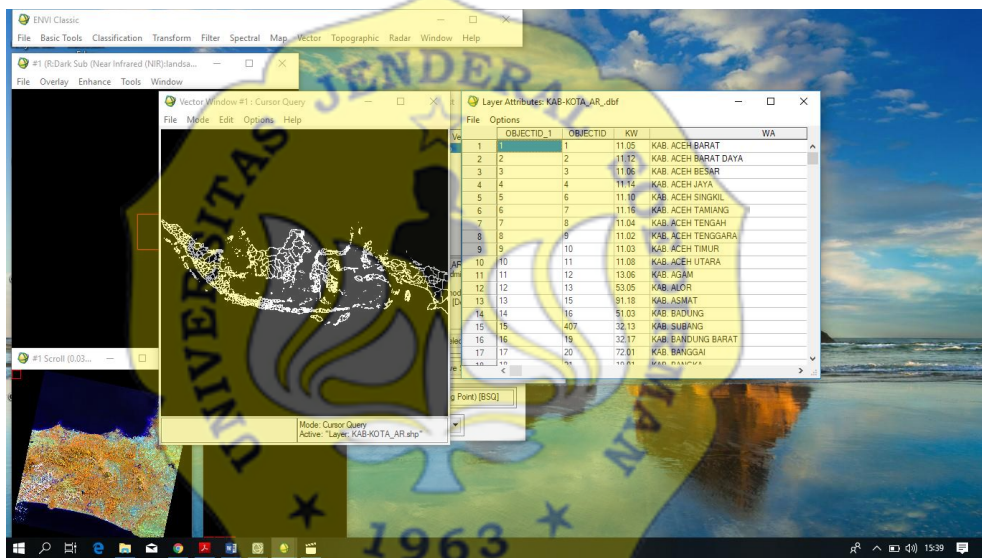 ENVI Classic
File Basic Tools Classification Transform Filter Spectral Map Vector Topographic Radar Window Help
#1 (R:Dark Sub (Near Infrared (NIR):landsa...
File Overlay Enhance Tools Window
Vector Window #1 : Cursor Query
File Mode Edit Options Help
Mode: Cursor Query
Active: "Layer: KAB-KOTA_AR.shp"
Layer Attributes: KAB-KOTA_AR_.dbf
File Options
OBJECTID_1 OBJECTID KW WA
1 1 1 11.05 KAB. ACEH BARAT
2 2 2 11.12 KAB. ACEH BARAT DAYA
3 3 3 11.06 KAB. ACEH BESAR
4 4 4 11.14 KAB. ACEH JAYA
5 5 6 11.10 KAB. ACEH SINGKIL
6 6 7 11.16 KAB. ACEH TAMIANG
7 7 8 11.04 KAB. ACEH TENGAH
8 8 9 11.02 KAB. ACEH TENGGARA
9 9 10 11.03 KAB. ACEH TIMUR
10 10 11 11.08 KAB. ACEH UTARA
11 11 12 13.06 KAB. AGAM
12 12 13 53.05 KAB. ALOR
13 13 15 91.18 KAB. ASMAT
14 14 16 51.03 KAB. BADUNG
15 15 407 32.13 KAB. SUBANG
16 16 19 32.17 KAB. BANDUNG BARAT
17 17 20 72.01 KAB. BANGGAI
g Point) [BSQ]
#1 Scroll (0.03...
UNIVERSITAS JENDERAL SOEDIRMAN
1963
15:39